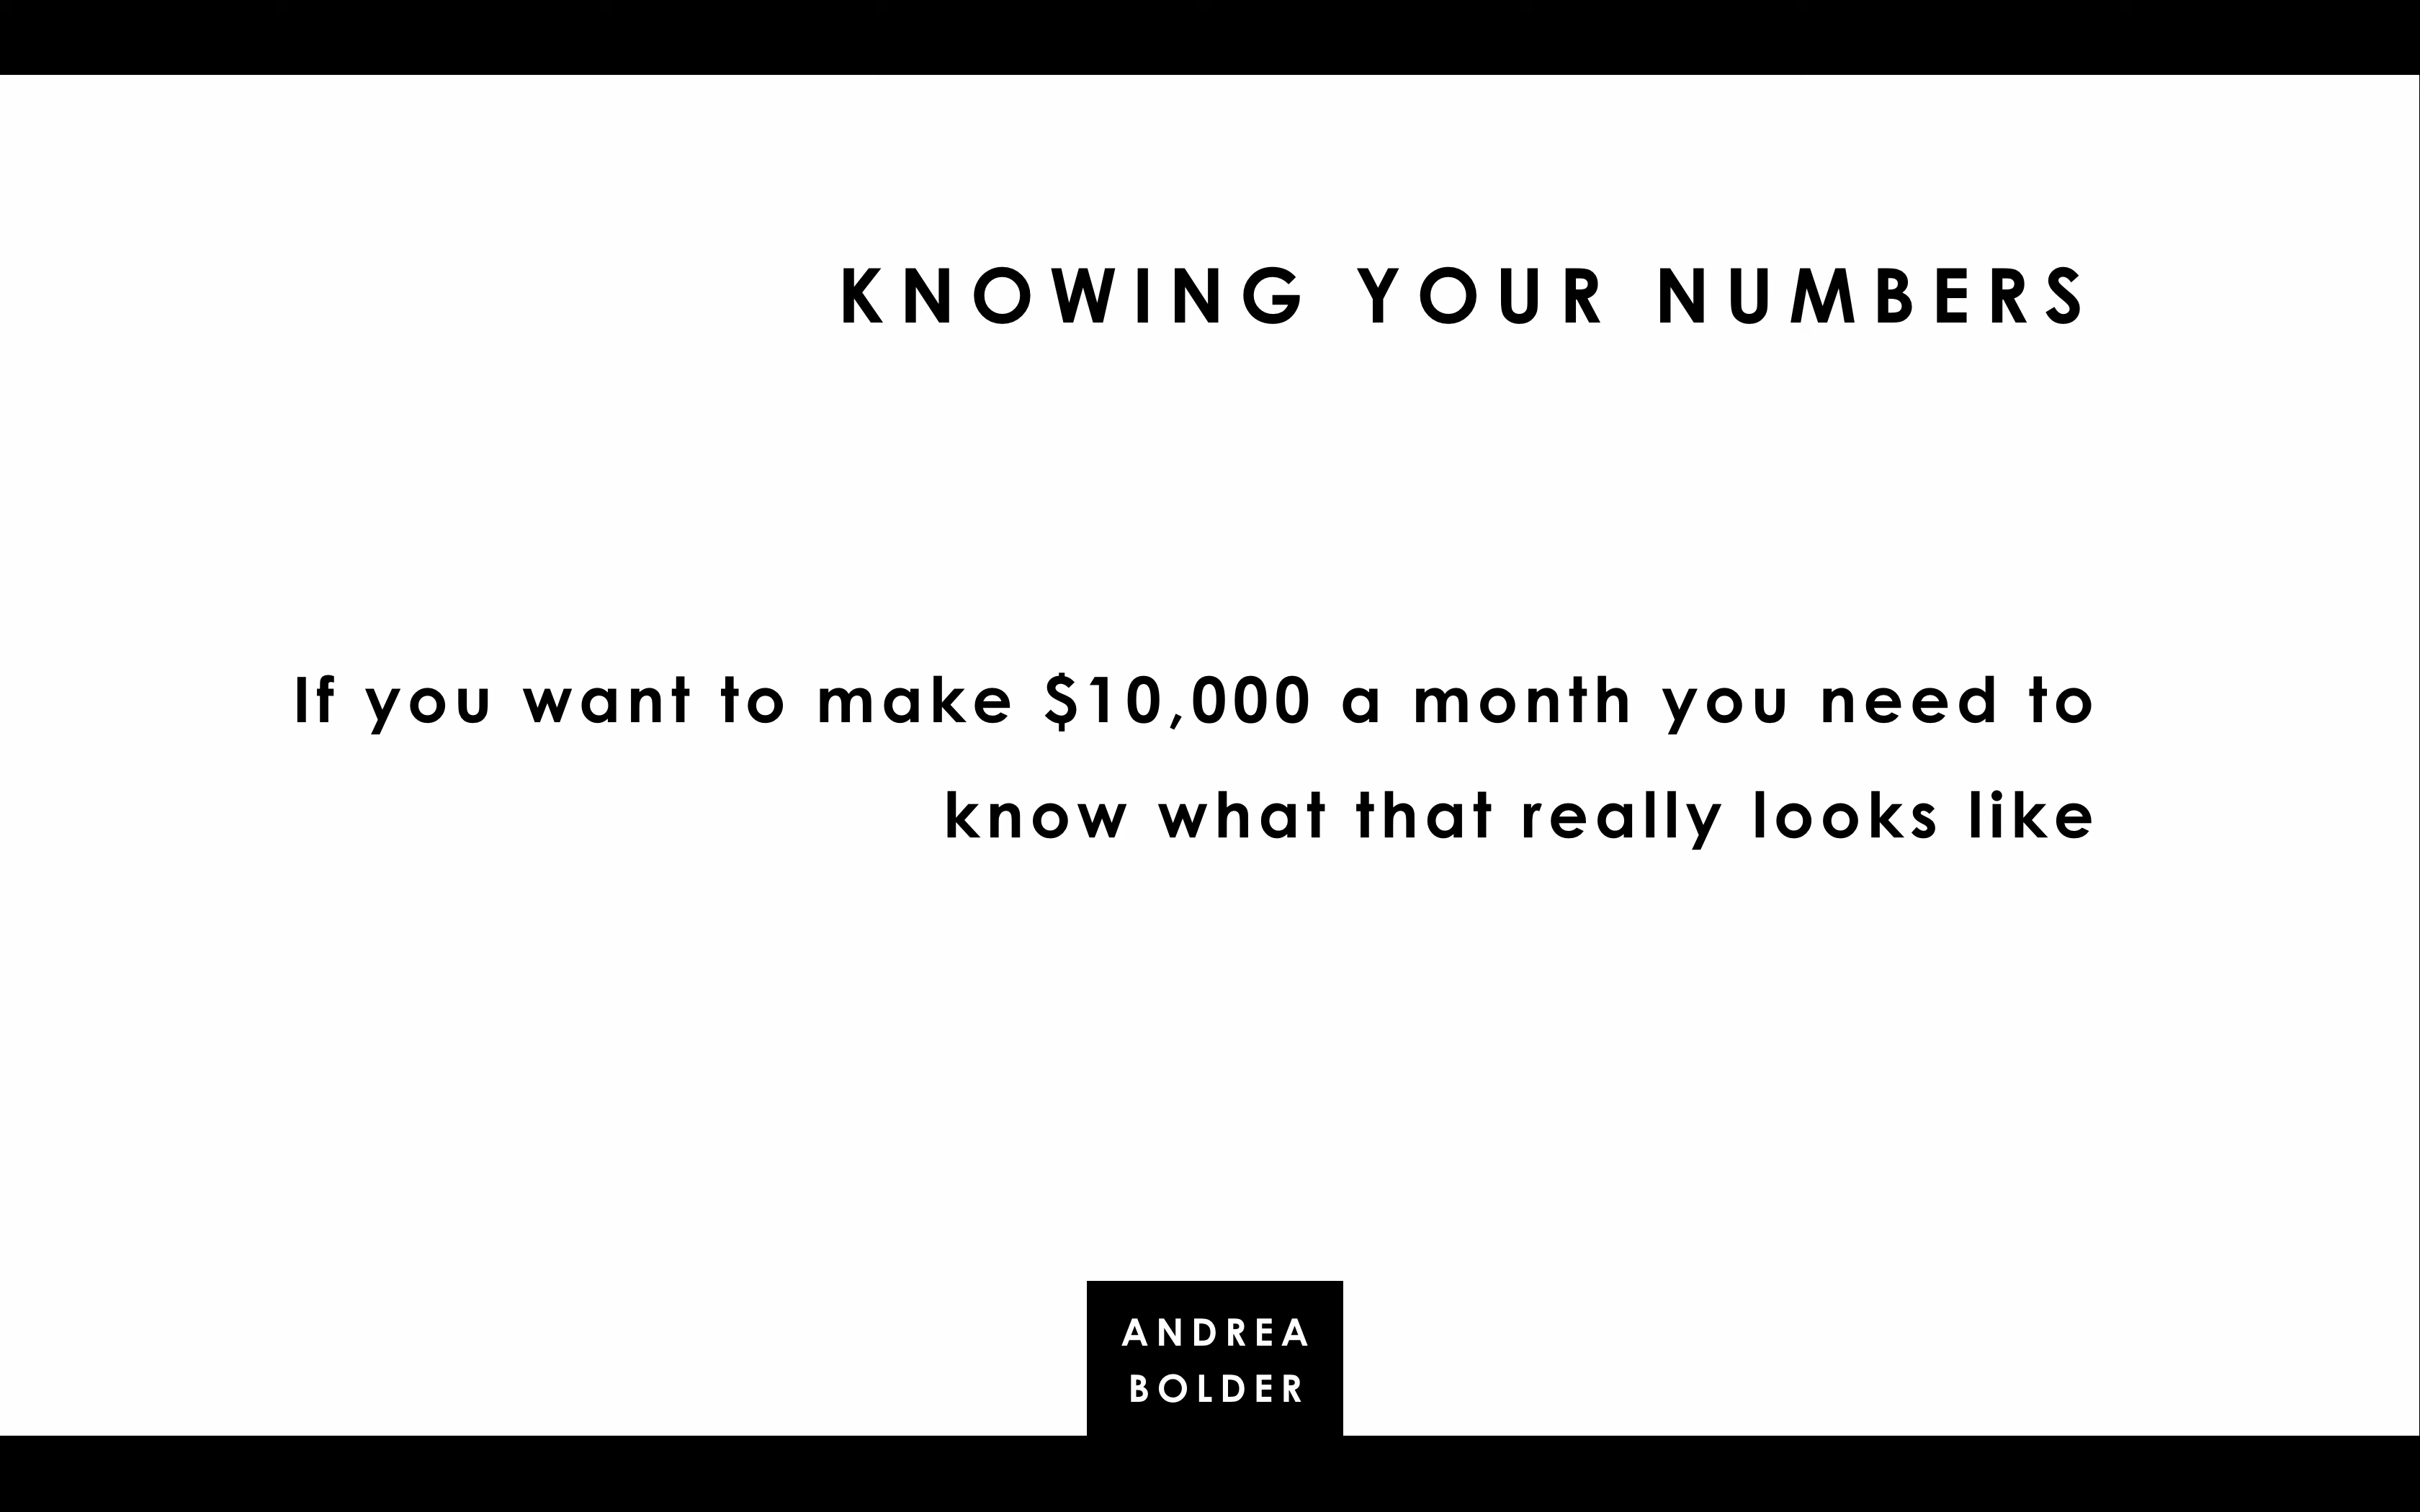 KNOWING YOUR NUMBERS
If you want to make $10,000 a month you need to
know what that really looks like
ANDREA
BOLDER